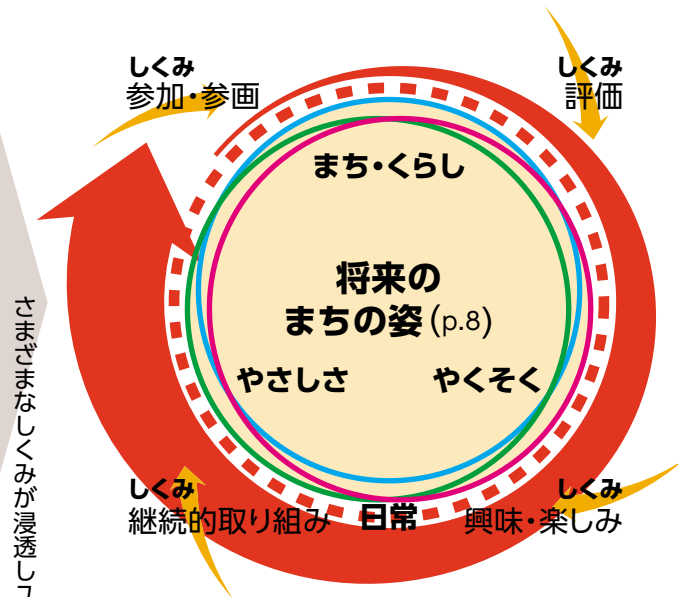 しくみ
参加・参画
しくみ
評価
まち・くらし
将来の
まちの姿(p.8)
やさしさ
やくそく
しくみ
継続的取り組み
日常
しくみ
興味・楽しみ
さまざまなしくみが浸透し